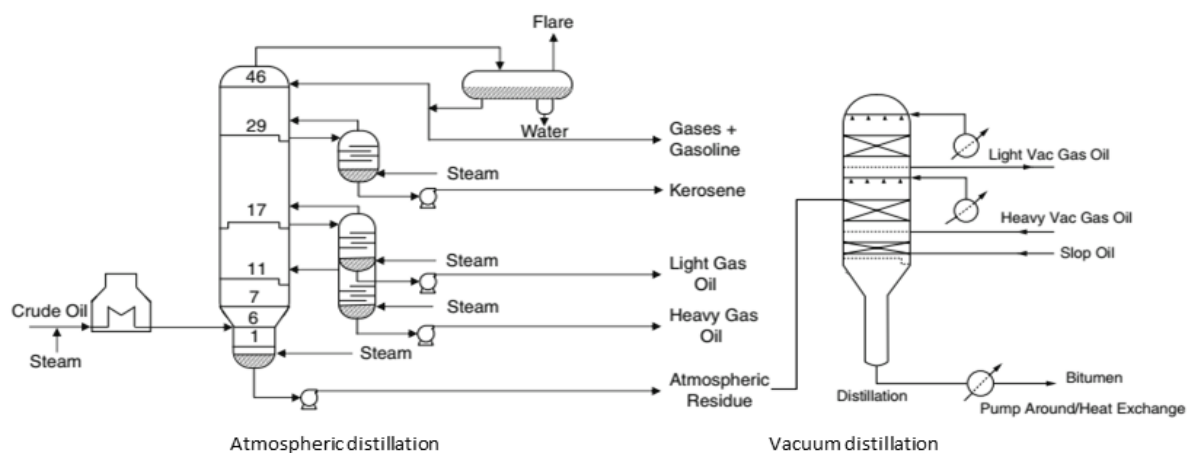 Flare
46
29
17
11
7
6
1
Water
Gases +
Gasoline
Steam
Kerosene
Steam
Light Gas
Oil
Steam
Heavy Gas
Oil
Crude Oil
Steam
Steam
Atmospheric
Residue
Light Vac Gas Oil
Heavy Vac Gas Oil
Slop Oil
Bitumen
Distillation
Pump Around/Heat Exchange
Atmospheric distillation
Vacuum distillation